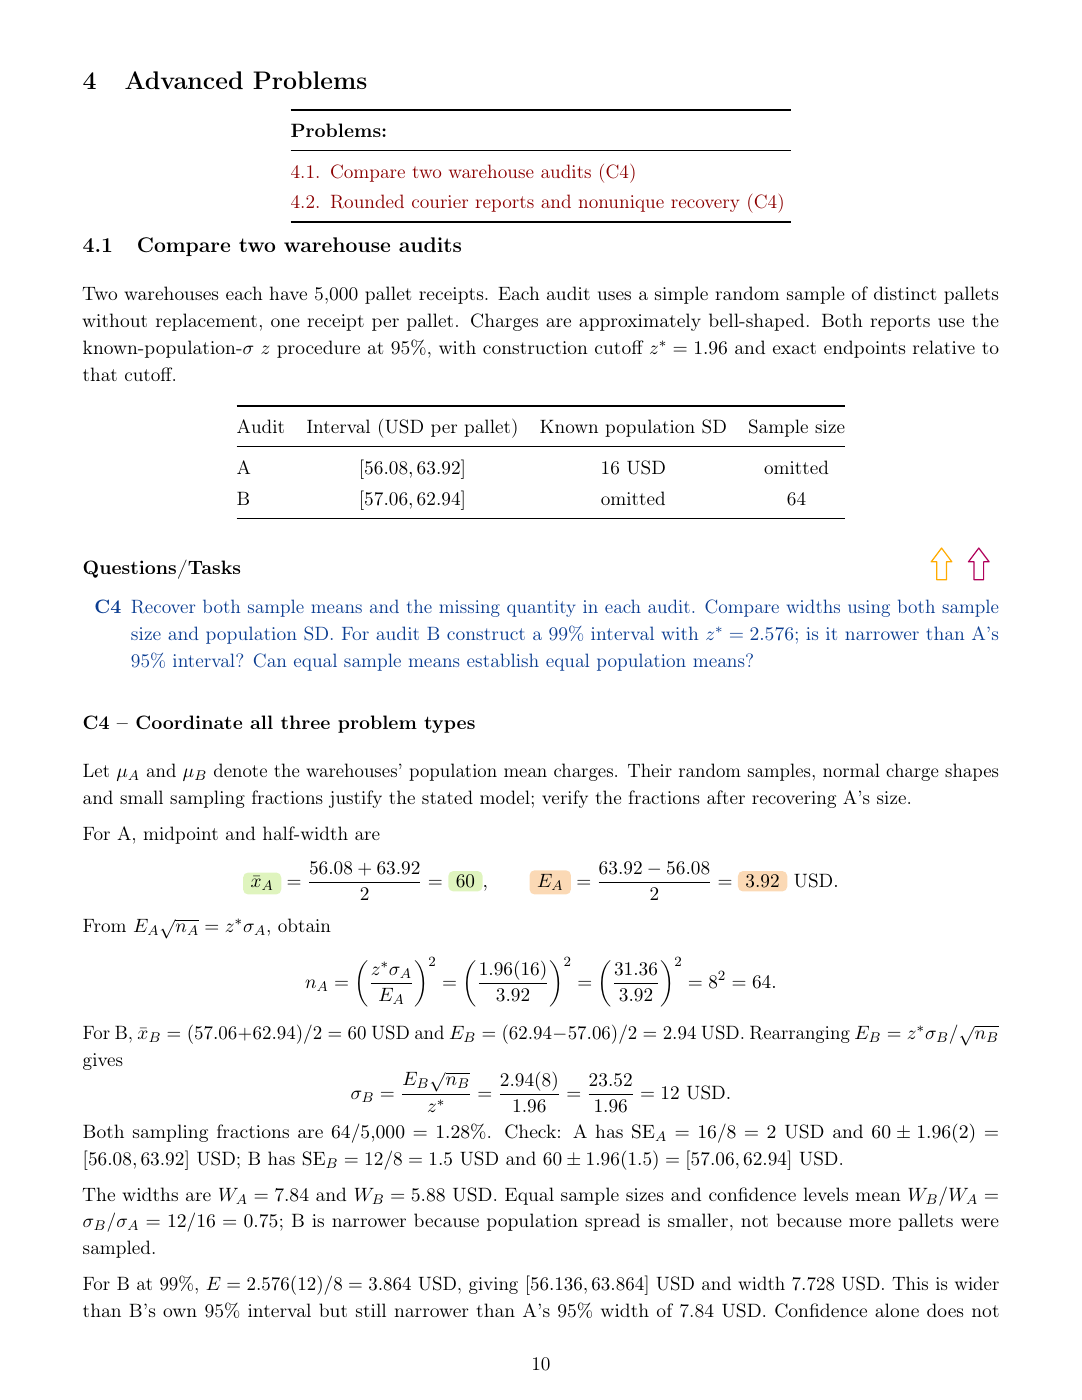 4 Advanced Problems
Problems:
4.1. Compare two warehouse audits (C4)
4.2. Rounded courier reports and nonunique recovery (C4)
4.1 Compare two warehouse audits
Two warehouses each have 5,000 pallet receipts. Each audit uses a simple random sample of distinct pallets
without replacement, one receipt per pallet. Charges are approximately bell-shaped. Both reports use the
known-population-σ z procedure at 95%, with construction cutoff z* = 1.96 and exact endpoints relative to
that cutoff.
Audit Interval (USD per pallet) Known population SD Sample size
A [56.08, 63.92] 16 USD omitted
B [57.06, 62.94] omitted 64
Questions/Tasks
C4 Recover both sample means and the missing quantity in each audit. Compare widths using both sample
size and population SD. For audit B construct a 99% interval with z* = 2.576; is it narrower than A's
95% interval? Can equal sample means establish equal population means?
C4 – Coordinate all three problem types
Let μ_A and μ_B denote the warehouses' population mean charges. Their random samples, normal charge shapes
and small sampling fractions justify the stated model; verify the fractions after recovering A's size.
For A, midpoint and half-width are
x̄_A = (56.08 + 63.92)/2 = 60, E_A = (63.92 − 56.08)/2 = 3.92 USD.
From E_A√n_A = z*σ_A, obtain
n_A = (z*σ_A/E_A)² = (1.96(16)/3.92)² = (31.36/3.92)² = 8² = 64.
For B, x̄_B = (57.06+62.94)/2 = 60 USD and E_B = (62.94−57.06)/2 = 2.94 USD. Rearranging E_B = z*σ_B/√n_B
gives
σ_B = E_B√n_B/z* = 2.94(8)/1.96 = 23.52/1.96 = 12 USD.
Both sampling fractions are 64/5,000 = 1.28%. Check: A has SE_A = 16/8 = 2 USD and 60 ± 1.96(2) =
[56.08, 63.92] USD; B has SE_B = 12/8 = 1.5 USD and 60 ± 1.96(1.5) = [57.06, 62.94] USD.
The widths are W_A = 7.84 and W_B = 5.88 USD. Equal sample sizes and confidence levels mean W_B/W_A =
σ_B/σ_A = 12/16 = 0.75; B is narrower because population spread is smaller, not because more pallets were
sampled.
For B at 99%, E = 2.576(12)/8 = 3.864 USD, giving [56.136, 63.864] USD and width 7.728 USD. This is wider
than B's own 95% interval but still narrower than A's 95% width of 7.84 USD. Confidence alone does not
10